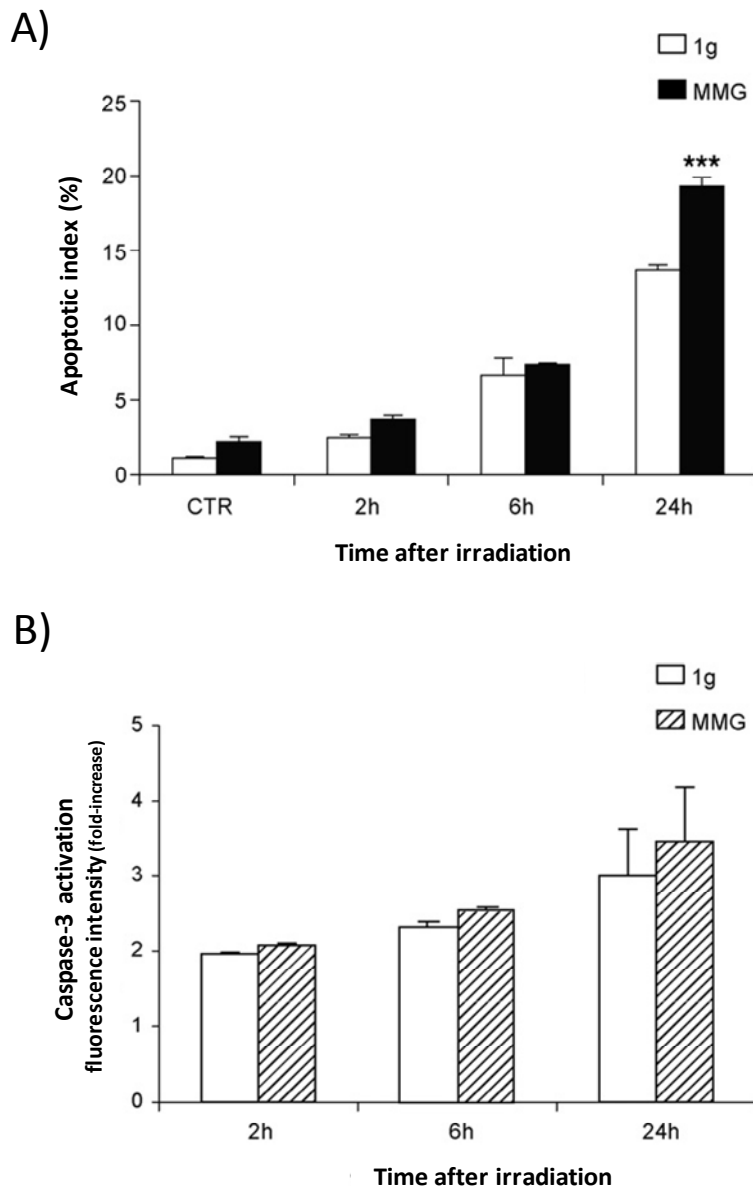 A)
1g
MMG
25
20
15
10
5
0
***
Apoptotic index (%)
CTR 2h 6h 24h
Time after irradiation
B)
1g
MMG
5
4
3
2
1
0
Caspase-3 activation
fluorescence intensity (fold-increase)
2h 6h 24h
Time after irradiation